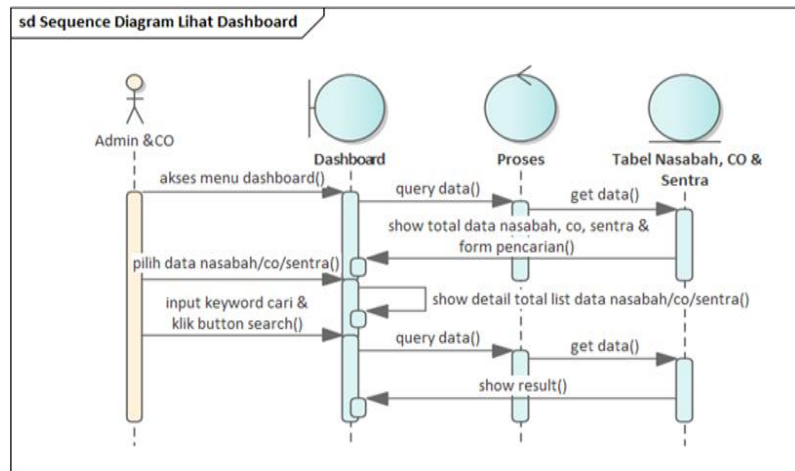 sd Sequence Diagram Lihat Dashboard
Admin &CO
Dashboard
Proses
Tabel Nasabah, CO &
Sentra
akses menu dashboard()
query data()
get data()
show total data nasabah, co, sentra &
form pencarian()
pilih data nasabah/co/sentra()
show detail total list data nasabah/co/sentra()
input keyword cari &
klik button search()
query data()
get data()
show result()